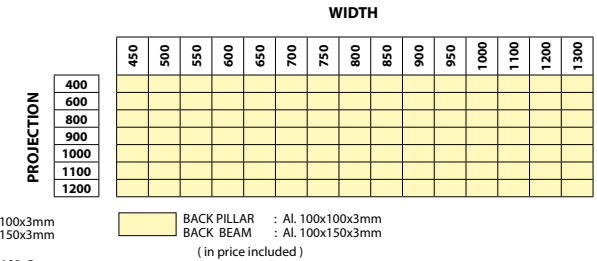 WIDTH
450 500 550 600 650 700 750 800 850 900 950 1000 1100 1200 1300
PROJECTION
400
600
800
900
1000
1100
1200
100x3mm
150x3mm
BACK PILLAR : Al. 100x100x3mm
BACK BEAM : Al. 100x150x3mm
( in price included )